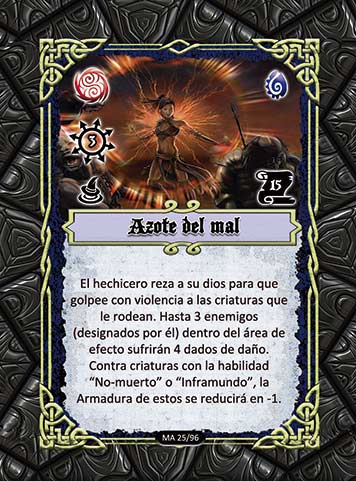 3
15
Azote del mal
El hechicero reza a su dios para que
golpee con violencia a las criaturas que
le rodean. Hasta 3 enemigos
(designados por él) dentro del área de
efecto sufrirán 4 dados de daño.
Contra criaturas con la habilidad
“No-muerto” o “Inframundo”, la
Armadura de estos se reducirá en -1.
MA 25/96